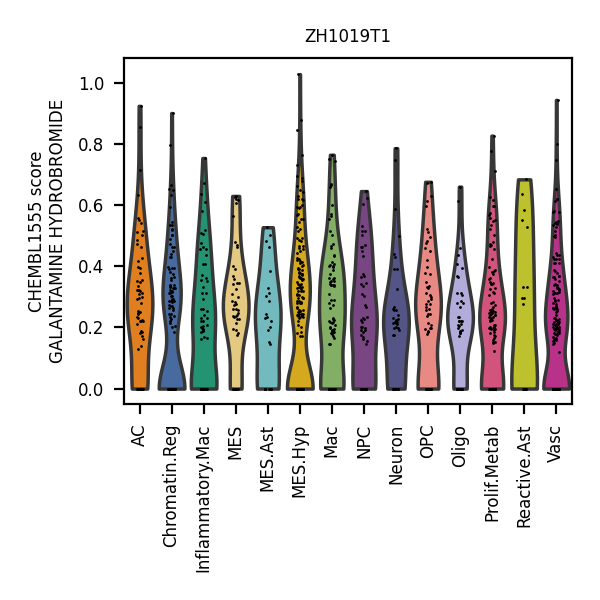 ZH1019T1
CHEMBL1555 score
GALANTAMINE HYDROBROMIDE
1.0
0.8
0.6
0.4
0.2
0.0
AC
Chromatin.Reg
Inflammatory.Mac
MES
MES.Ast
MES.Hyp
Mac
NPC
Neuron
OPC
Oligo
Prolif.Metab
Reactive.Ast
Vasc